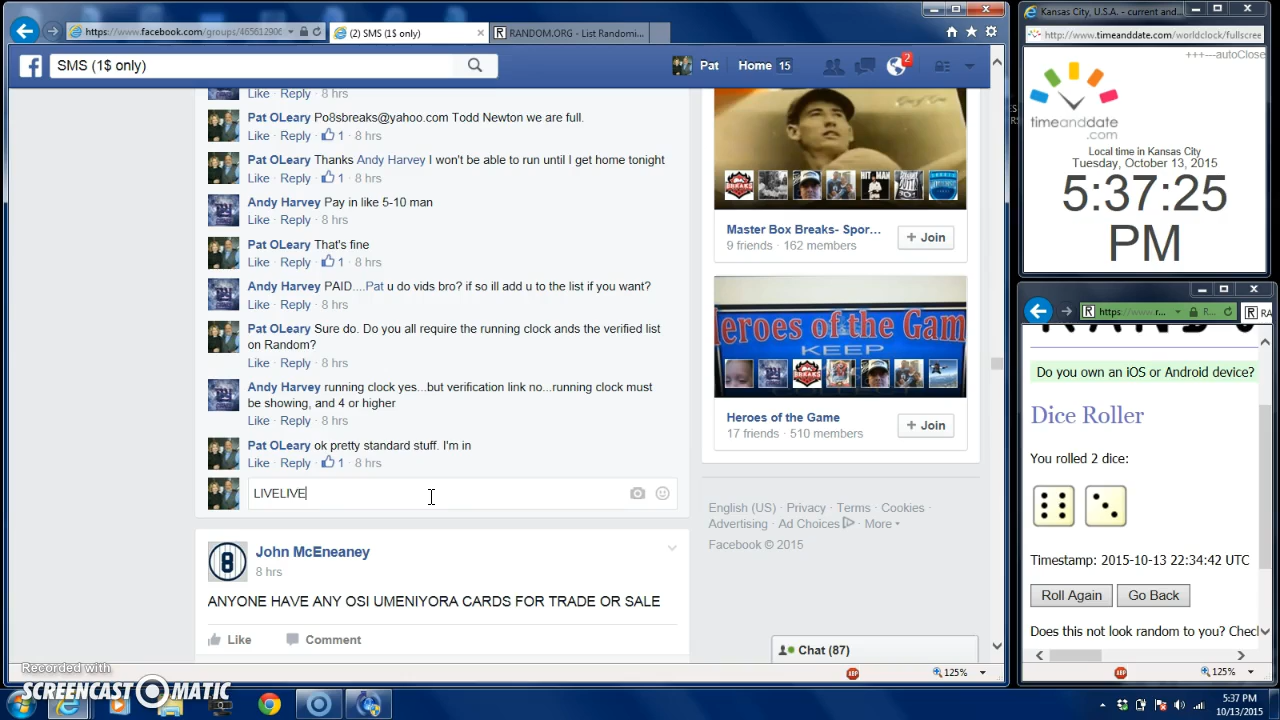 https://www.facebook.com/groups/465612906
(2) SMS (1$ only)
RANDOM.ORG - List Randomi...
SMS (1$ only)
Pat
Home 15
2
Like · Reply · 8 hrs
Pat OLeary Po8sbreaks@yahoo.com Todd Newton we are full.
Like · Reply · 1 · 8 hrs
Pat OLeary Thanks Andy Harvey I won't be able to run until I get home tonight
Like · Reply · 1 · 8 hrs
Andy Harvey Pay in like 5-10 man
Like · Reply · 8 hrs
Pat OLeary That's fine
Like · Reply · 1 · 8 hrs
Andy Harvey PAID....Pat u do vids bro? if so ill add u to the list if you want?
Like · Reply · 8 hrs
Pat OLeary Sure do. Do you all require the running clock ands the verified list
on Random?
Like · Reply · 8 hrs
Andy Harvey running clock yes...but verification link no...running clock must
be showing, and 4 or higher
Like · Reply · 8 hrs
Pat OLeary ok pretty standard stuff. I'm in
Like · Reply · 1 · 8 hrs
LIVELIVE
John McEneaney
8 hrs
ANYONE HAVE ANY OSI UMENIYORA CARDS FOR TRADE OR SALE
Like Comment
BREAKS
HIT MAN
Master Box Breaks- Spor...
9 friends · 162 members
+ Join
eroes of the Gam
KEEP
BREAKS
Heroes of the Game
17 friends · 510 members
+ Join
English (US) · Privacy · Terms · Cookies ·
Advertising · Ad Choices · More
Facebook © 2015
Chat (87)
125%
Kansas City, U.S.A. - current and...
http://www.timeanddate.com/worldclock/fullscreen
+++---autoClose
timeanddate
.com
Local time in Kansas City
Tuesday, October 13, 2015
5:37:25
PM
https://www.r...
R...
RA
Do you own an iOS or Android device?
Dice Roller
You rolled 2 dice:
Timestamp: 2015-10-13 22:34:42 UTC
Roll Again
Go Back
Does this not look random to you? Chec
125%
Recorded with
SCREENCAST MATIC
5:37 PM
10/13/2015